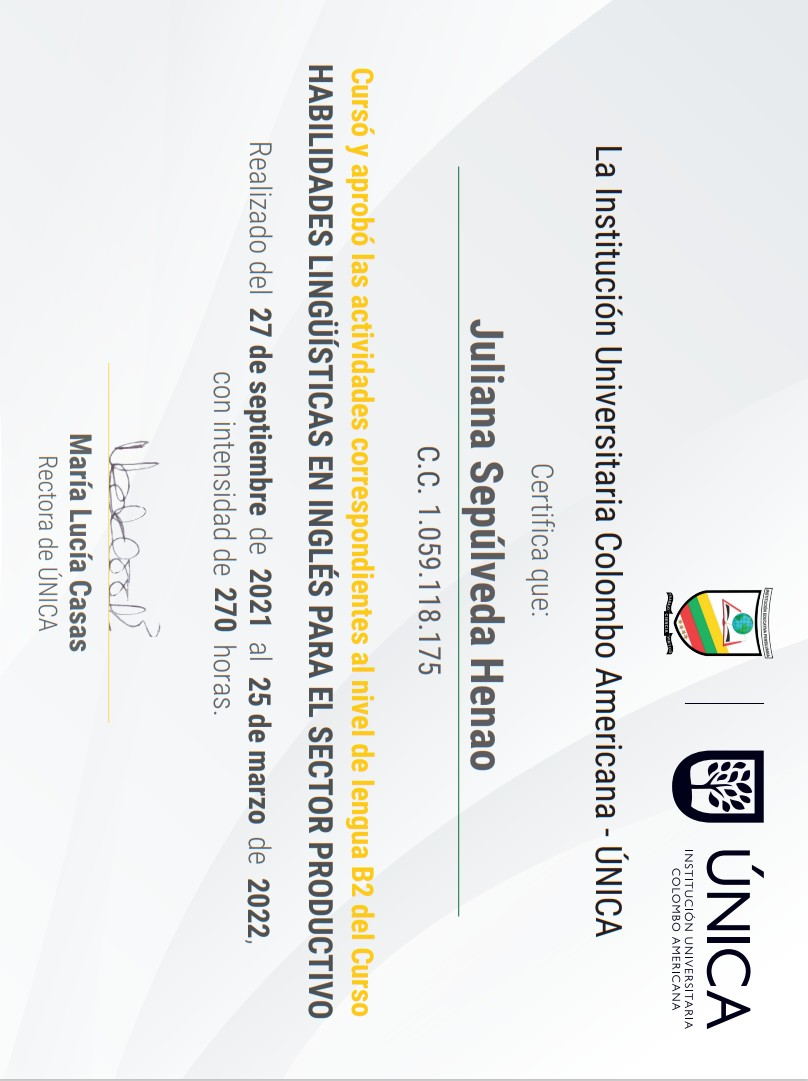 ÚNICA
INSTITUCIÓN UNIVERSITARIA
COLOMBO AMERICANA
La Institución Universitaria Colombo Americana - ÚNICA
Certifica que:
Juliana Sepúlveda Henao
C.C. 1.059.118.175
Cursó y aprobó las actividades correspondientes al nivel de lengua B2 del Curso
HABILIDADES LINGÜÍSTICAS EN INGLÉS PARA EL SECTOR PRODUCTIVO
Realizado del 27 de septiembre de 2021 al 25 de marzo de 2022,
con intensidad de 270 horas.
María Lucía Casas
Rectora de ÚNICA